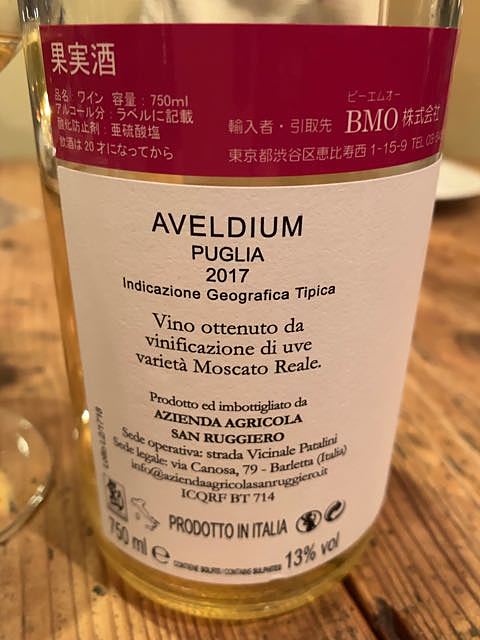 果実酒
品名：ワイン 容量：750ml
アルコール分：ラベルに記載
酸化防止剤：亜硫酸塩
飲酒は20才になってから
ビーエムオー
輸入者・引取先 BMO株式会社
東京都渋谷区恵比寿西1-15-9 TEL 03
AVELDIUM
PUGLIA
2017
Indicazione Geografica Tipica
Vino ottenuto da
vinificazione di uve
varietà Moscato Reale.
Prodotto ed imbottigliato da
AZIENDA AGRICOLA
SAN RUGGIERO
Sede operativa: strada Vicinale Patalini
Sede legale: via Canosa, 79 - Barletta (Italia)
info@aziendaagricolasanruggiero.it
ICQRF BT 714
PRODOTTO IN ITALIA
750 ml e CONTIENE SOLFITI / CONTAINS SULPHITES 13% vol